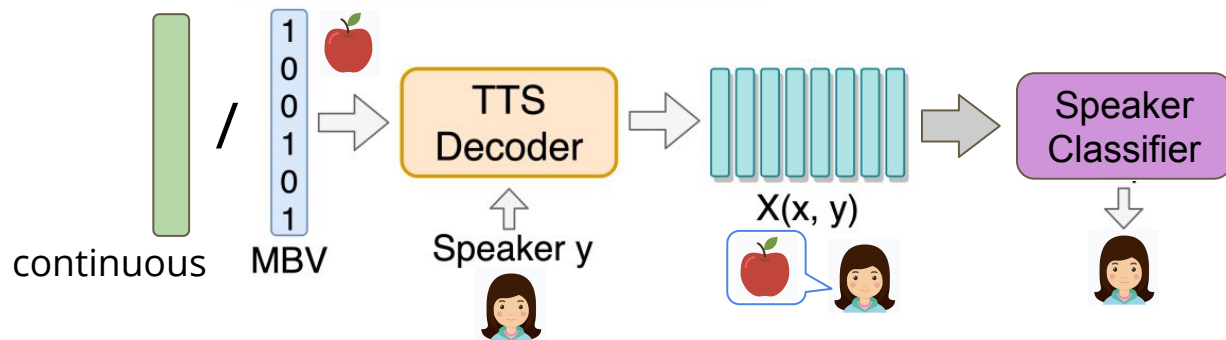 continuous
/
1
0
0
1
0
1
MBV
TTS
Decoder
Speaker y
X(x, y)
Speaker
Classifier